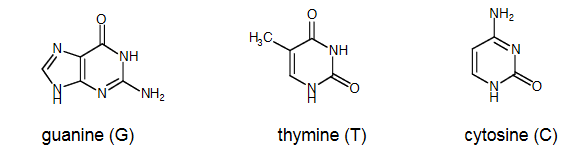 O
N
NH
N
H
N
NH₂
guanine (G)
O
H₃C
NH
N
H
O
thymine (T)
NH₂
N
N
H
O
cytosine (C)